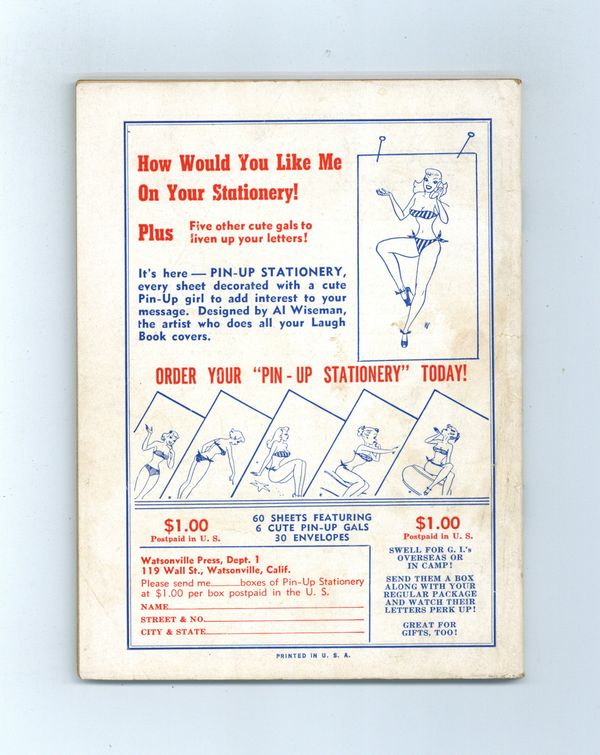 How Would You Like Me
On Your Stationery!
Plus
Five other cute gals to
liven up your letters!
It's here — PIN-UP STATIONERY,
every sheet decorated with a cute
Pin-Up girl to add interest to your
message. Designed by Al Wiseman,
the artist who does all your Laugh
Book covers.
ORDER YOUR "PIN-UP STATIONERY" TODAY!
$1.00
Postpaid in U. S.
60 SHEETS FEATURING
6 CUTE PIN-UP GALS
30 ENVELOPES
$1.00
Postpaid in U. S.
Watsonville Press, Dept. 1
119 Wall St., Watsonville, Calif.
Please send me______boxes of Pin-Up Stationery
at $1.00 per box postpaid in the U. S.
NAME
STREET & NO.
CITY & STATE
SWELL FOR G. I.'s
OVERSEAS OR
IN CAMP!
SEND THEM A BOX
ALONG WITH YOUR
REGULAR PACKAGE
AND WATCH THEIR
LETTERS PERK UP!
GREAT FOR
GIFTS, TOO!
PRINTED IN U. S. A.